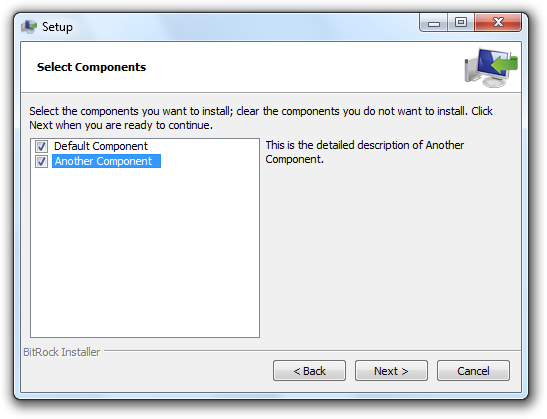 Setup
Select Components
Select the components you want to install; clear the components you do not want to install. Click
Next when you are ready to continue.
Default Component
Another Component
This is the detailed description of Another
Component.
BitRock Installer
< Back
Next >
Cancel